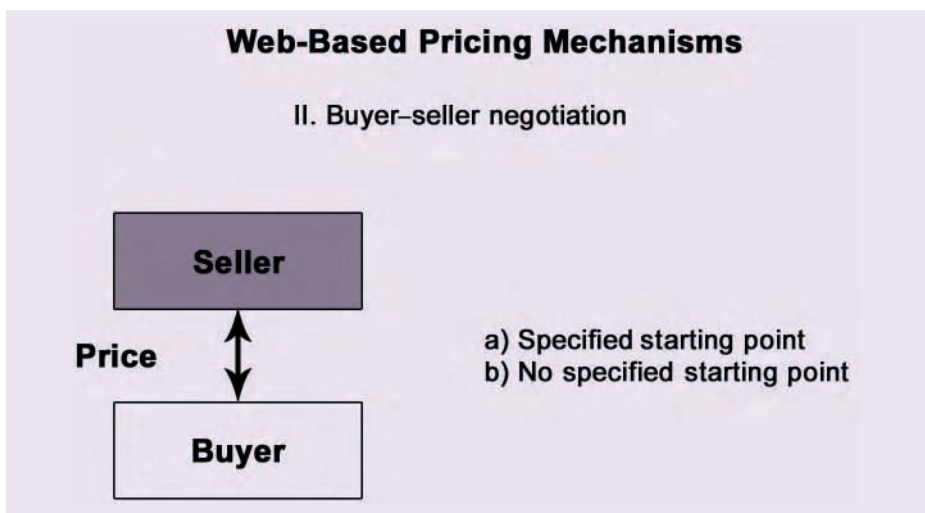 Web-Based Pricing Mechanisms
II. Buyer–seller negotiation
Seller
Price
a) Specified starting point
b) No specified starting point
Buyer